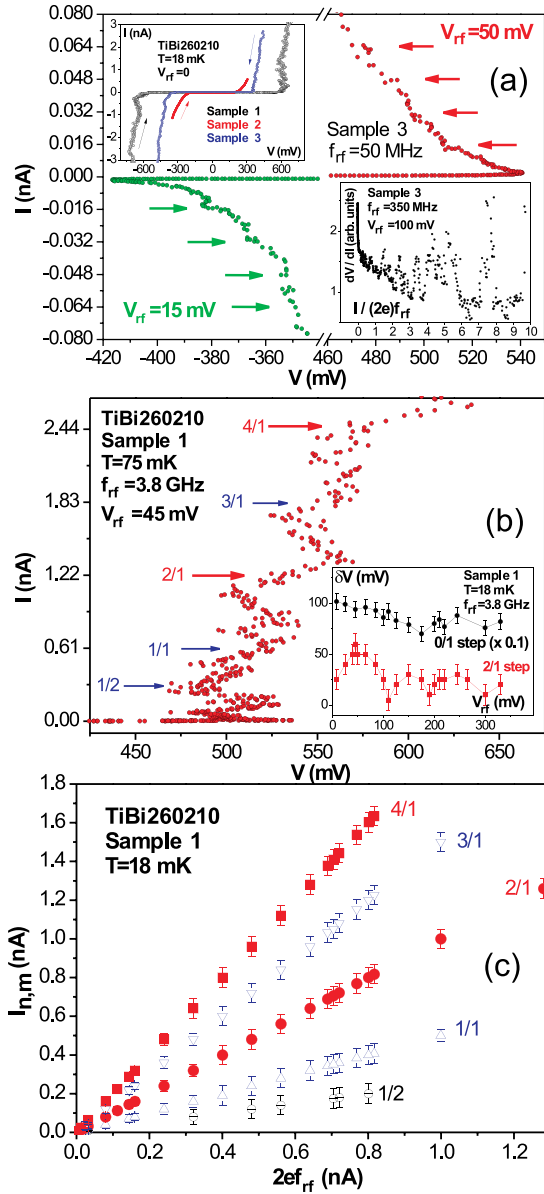 0.080
0.064
0.048
0.032
0.016
0.000
-0.016
-0.032
-0.048
-0.064
-0.080
I (nA)
3
2
1
0
-1
-2
-3
I (nA)
TiBi260210
T=18 mK
V_rf=0
Sample 1
Sample 2
Sample 3
V (mV)
-600
-300
0
300
600
V_rf=50 mV
(a)
Sample 3
f_rf=50 MHz
V_rf=15 mV
Sample 3
f_rf=350 MHz
V_rf=100 mV
dV / dI (arb. units)
2
1
0 1 2 3 4 5 6 7 8 9 10
I / (2e)f_rf
-420 -400 -380 -360 460 480 500 520 540
V (mV)
TiBi260210
Sample 1
T=75 mK
f_rf=3.8 GHz
V_rf=45 mV
4/1
3/1
2/1
1/1
1/2
(b)
2.44
1.83
1.22
0.61
0.00
I (nA)
δV (mV)
Sample 1
T=18 mK
f_rf=3.8GHz
100
50
0
0/1 step (x 0.1)
2/1 step
V_rf (mV)
0 100 200 300 400
450 500 550 600 650
V (mV)
1.8
1.6
1.4
1.2
1.0
0.8
0.6
0.4
0.2
0.0
I_n,m (nA)
TiBi260210
Sample 1
T=18 mK
4/1
3/1
2/1
(c)
1/1
1/2
0.0 0.2 0.4 0.6 0.8 1.0 1.2
2ef_rf (nA)